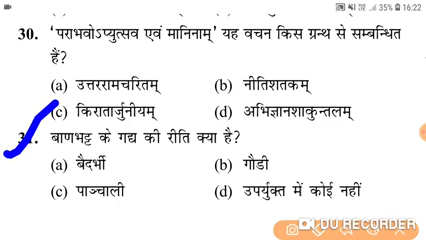 16:22
35%
30. 'पराभवोऽप्युत्सव एवं मानिनाम्' यह वचन किस ग्रन्थ से सम्बन्धित
हैं?
(a) उत्तररामचरितम् (b) नीतिशतकम्
(c) किरातार्जुनीयम् (d) अभिज्ञानशाकुन्तलम्
31. बाणभट्ट के गद्य की रीति क्या है?
(a) बैदर्भी (b) गौडी
(c) पाञ्चाली (d) उपर्युक्त में कोई नहीं
DU RECORDER